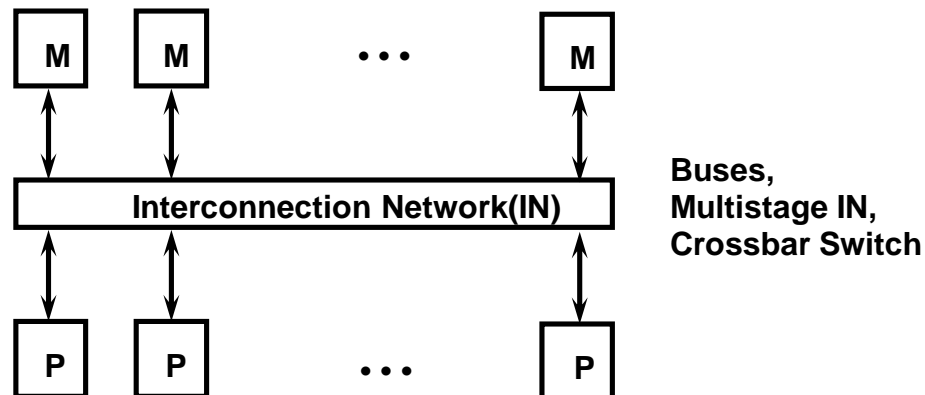 M M ••• M
Interconnection Network(IN)
Buses,
Multistage IN,
Crossbar Switch
P P ••• P